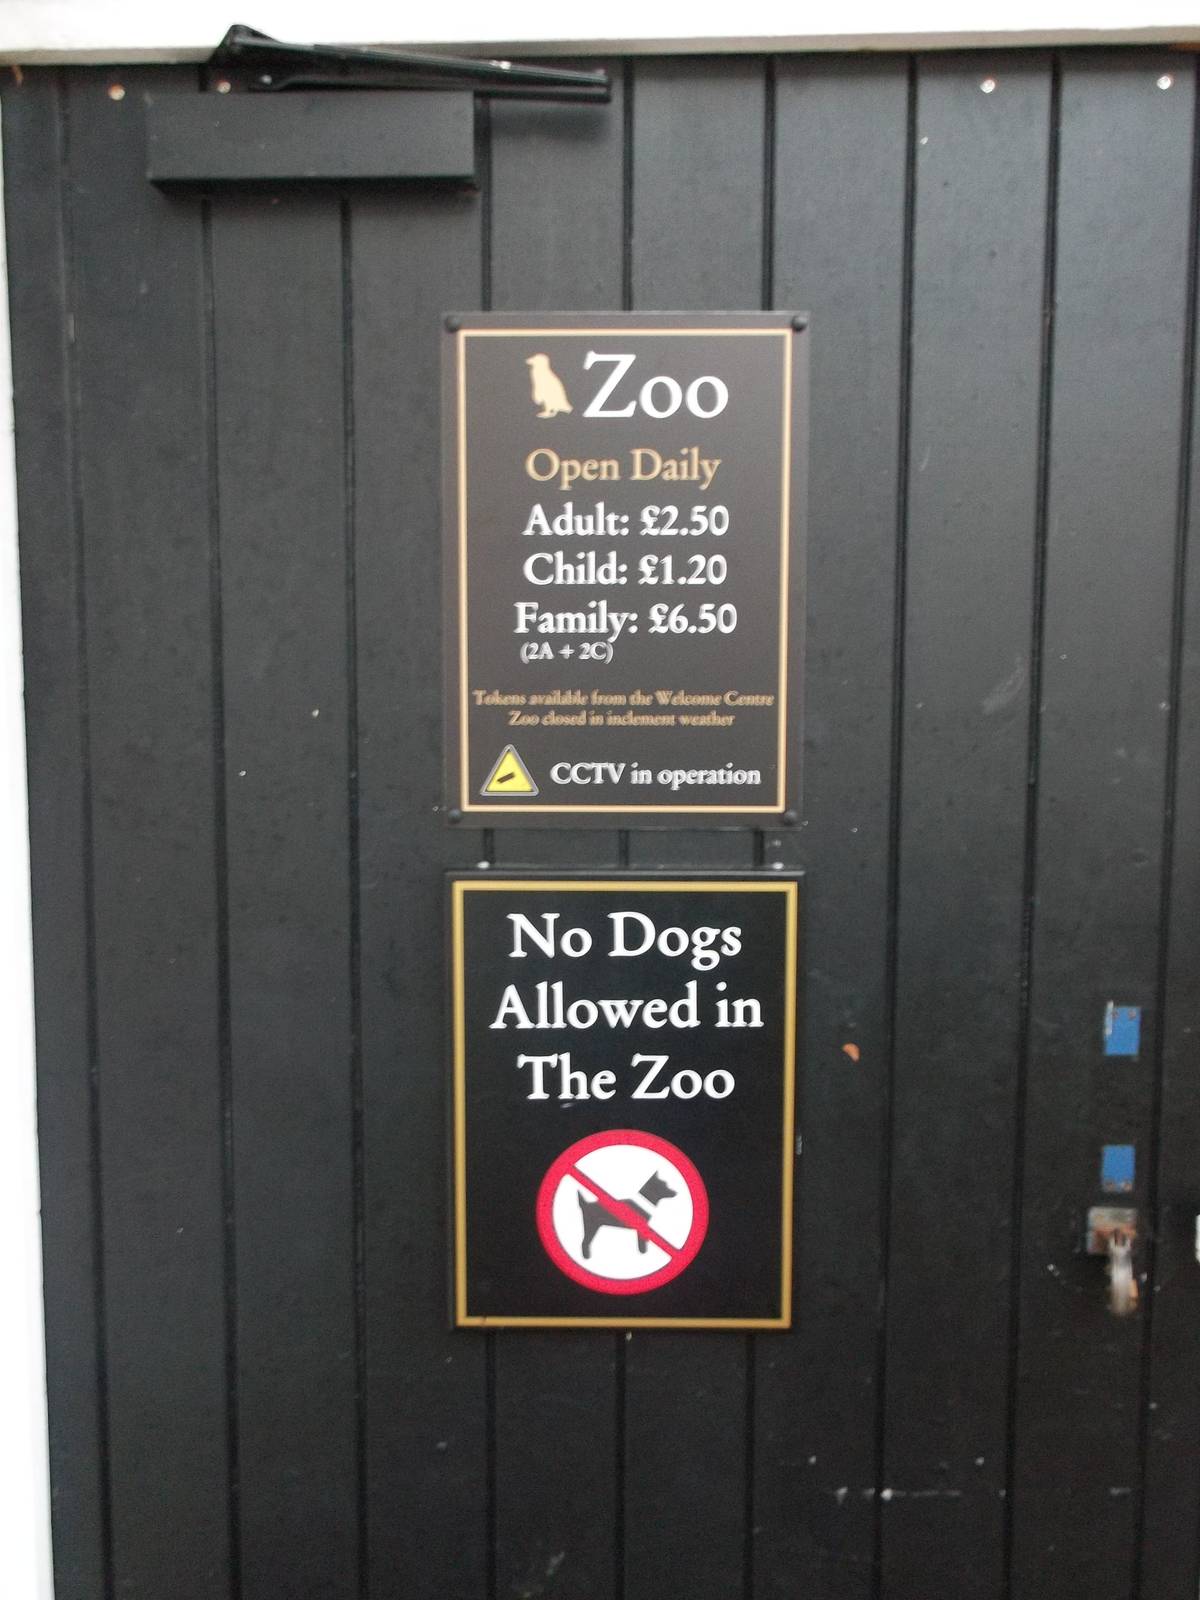 Zoo
Open Daily
Adult: £2.50
Child: £1.20
Family: £6.50
(2A + 2C)
Tokens available from the Welcome Centre
Zoo closed in inclement weather
CCTV in operation
No Dogs
Allowed in
The Zoo